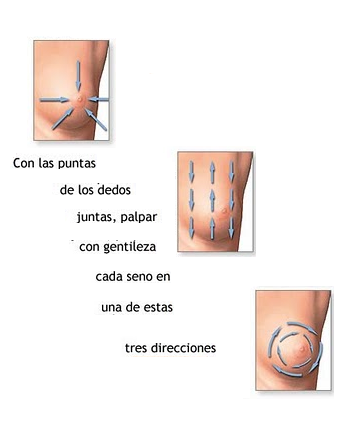 Con las puntas
de los dedos
juntas, palpar
con gentileza
cada seno en
una de estas
tres direcciones